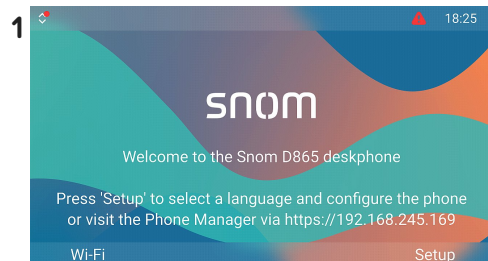 1
18:25
snom
Welcome to the Snom D865 deskphone
Press 'Setup' to select a language and configure the phone
or visit the Phone Manager via https://192.168.245.169
Wi-Fi Setup